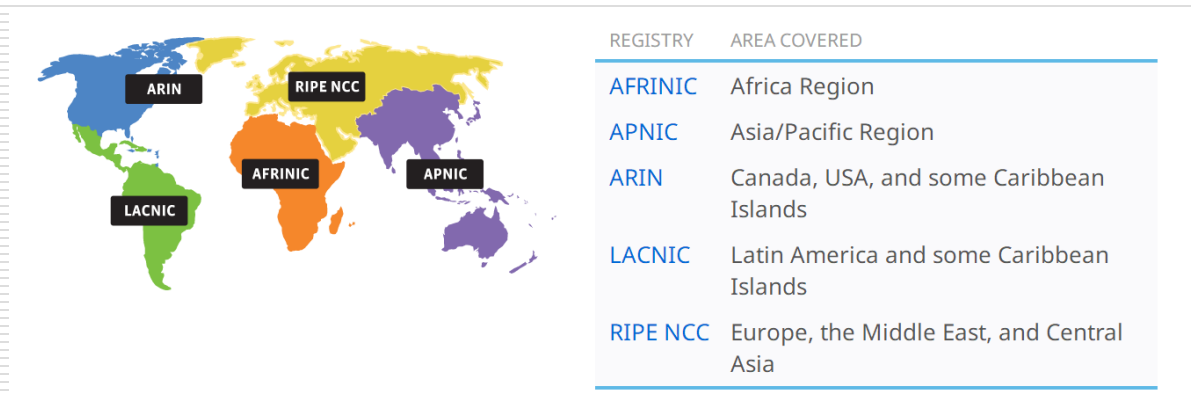 ARIN
RIPE NCC
AFRINIC
APNIC
LACNIC
REGISTRY AREA COVERED
AFRINIC Africa Region
APNIC Asia/Pacific Region
ARIN Canada, USA, and some Caribbean
Islands
LACNIC Latin America and some Caribbean
Islands
RIPE NCC Europe, the Middle East, and Central
Asia